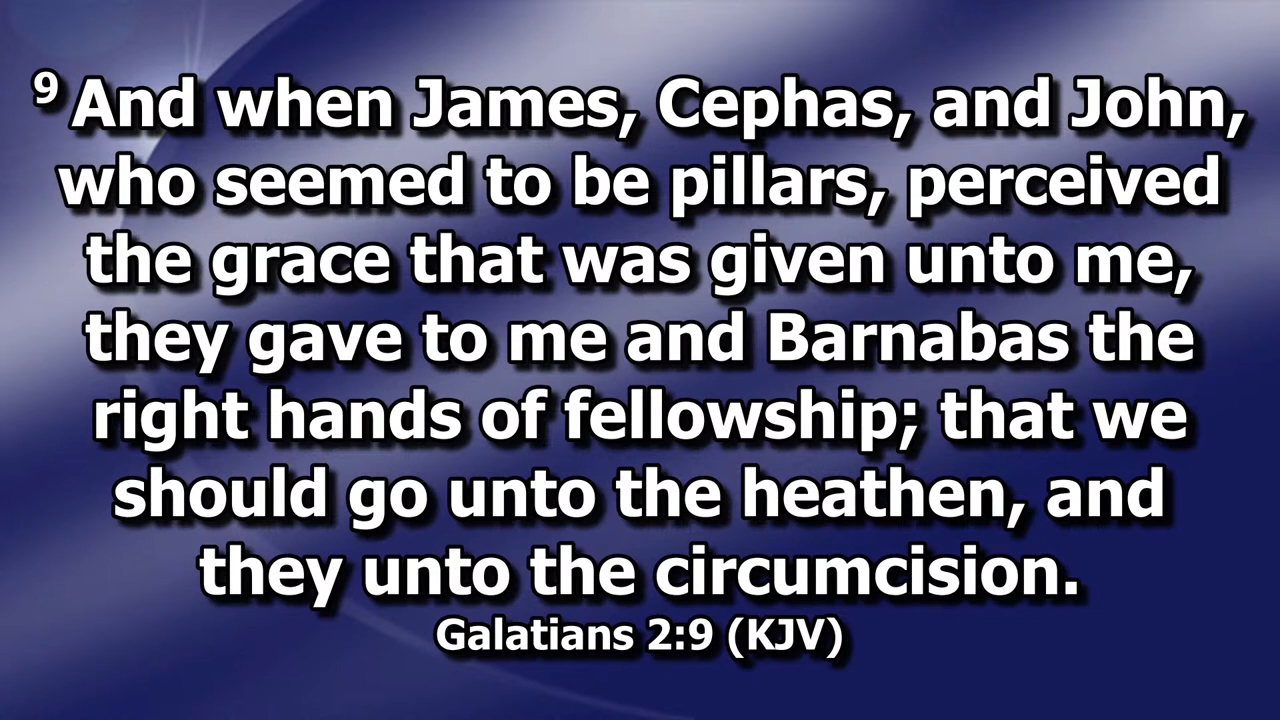 9 And when James, Cephas, and John,
who seemed to be pillars, perceived
the grace that was given unto me,
they gave to me and Barnabas the
right hands of fellowship; that we
should go unto the heathen, and
they unto the circumcision.
Galatians 2:9 (KJV)